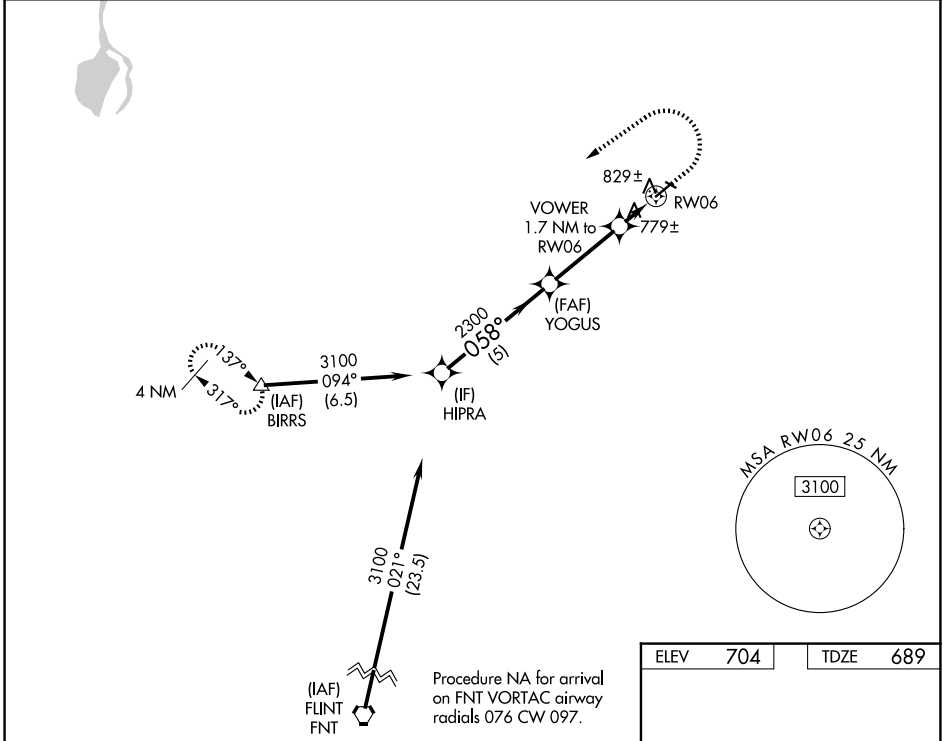 829±
RW06
VOWER
1.7 NM to
RW06
779±
(FAF)
YOGUS
2300
058°
(5)
137°
317°
4 NM
(IAF)
BIRRS
3100
094°
(6.5)
(IF)
HIPRA
MSA RW06 25 NM
3100
3100
021°
(23.5)
(IAF)
FLINT
FNT
Procedure NA for arrival
on FNT VORTAC airway
radials 076 CW 097.
ELEV 704
TDZE 689